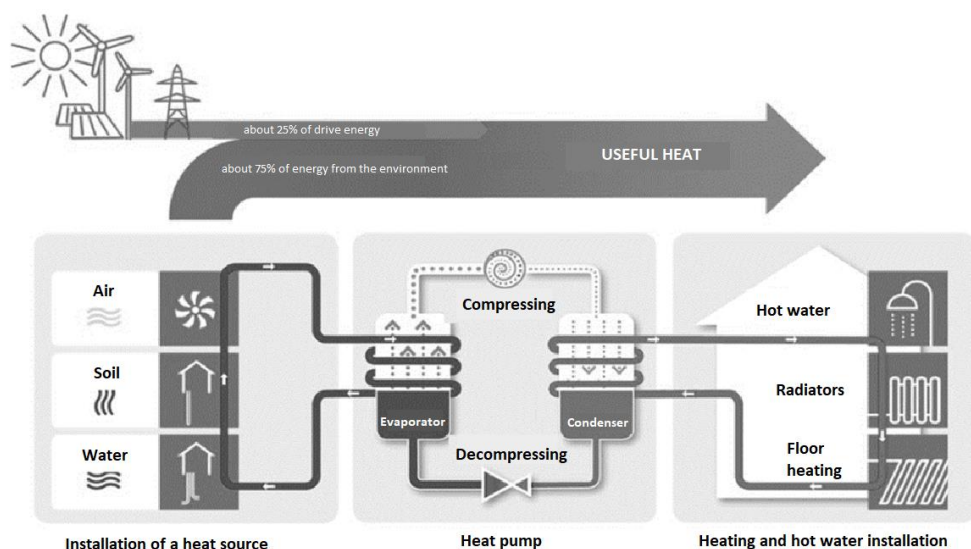 about 25% of drive energy
about 75% of energy from the environment
USEFUL HEAT
Air
Soil
Water
Compressing
Evaporator
Condenser
Decompressing
Hot water
Radiators
Floor
heating
Installation of a heat source
Heat pump
Heating and hot water installation